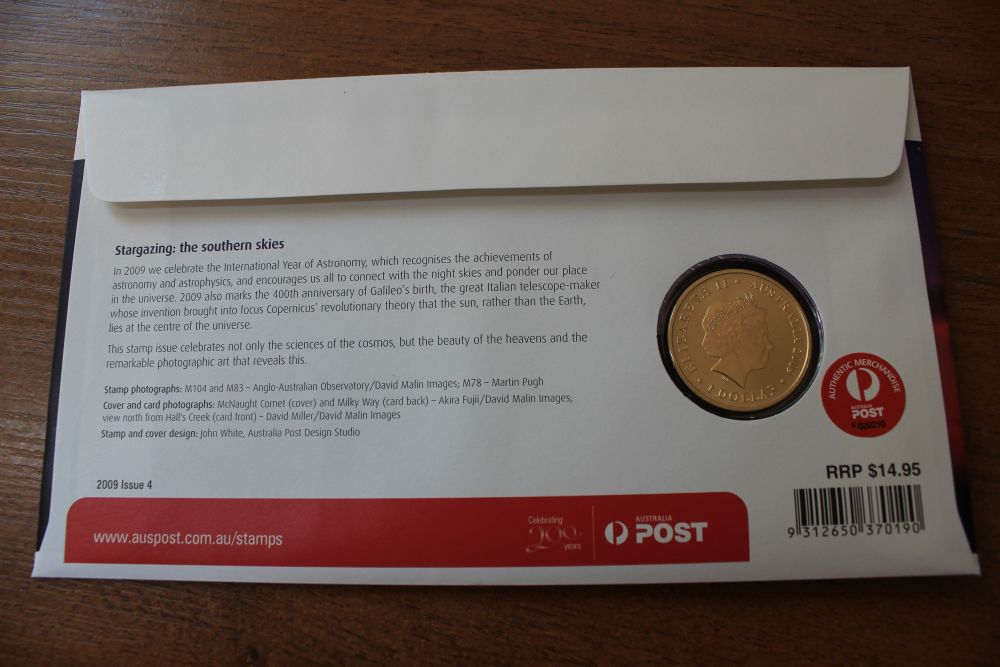 Stargazing: the southern skies
In 2009 we celebrate the International Year of Astronomy, which recognises the achievements of
astronomy and astrophysics, and encourages us all to connect with the night skies and ponder our place
in the universe. 2009 also marks the 400th anniversary of Galileo's birth, the great Italian telescope-maker
whose invention brought into focus Copernicus' revolutionary theory that the sun, rather than the Earth,
lies at the centre of the universe.
This stamp issue celebrates not only the sciences of the cosmos, but the beauty of the heavens and the
remarkable photographic art that reveals this.
Stamp photographs: M104 and M83 – Anglo-Australian Observatory/David Malin Images; M78 – Martin Pugh
Cover and card photographs: McNaught Comet (cover) and Milky Way (card back) – Akira Fujii/David Malin Images;
view north from Hall's Creek (card front) – David Miller/David Malin Images
Stamp and cover design: John White, Australia Post Design Studio
2009 Issue 4
ELIZABETH II · AUSTRALIA 2009
· 1 DOLLAR ·
AUTHENTIC MERCHANDISE
AUSTRALIA
POST
RRP $14.95
9 312650 370190
www.auspost.com.au/stamps
Celebrating
200
years
AUSTRALIA
POST